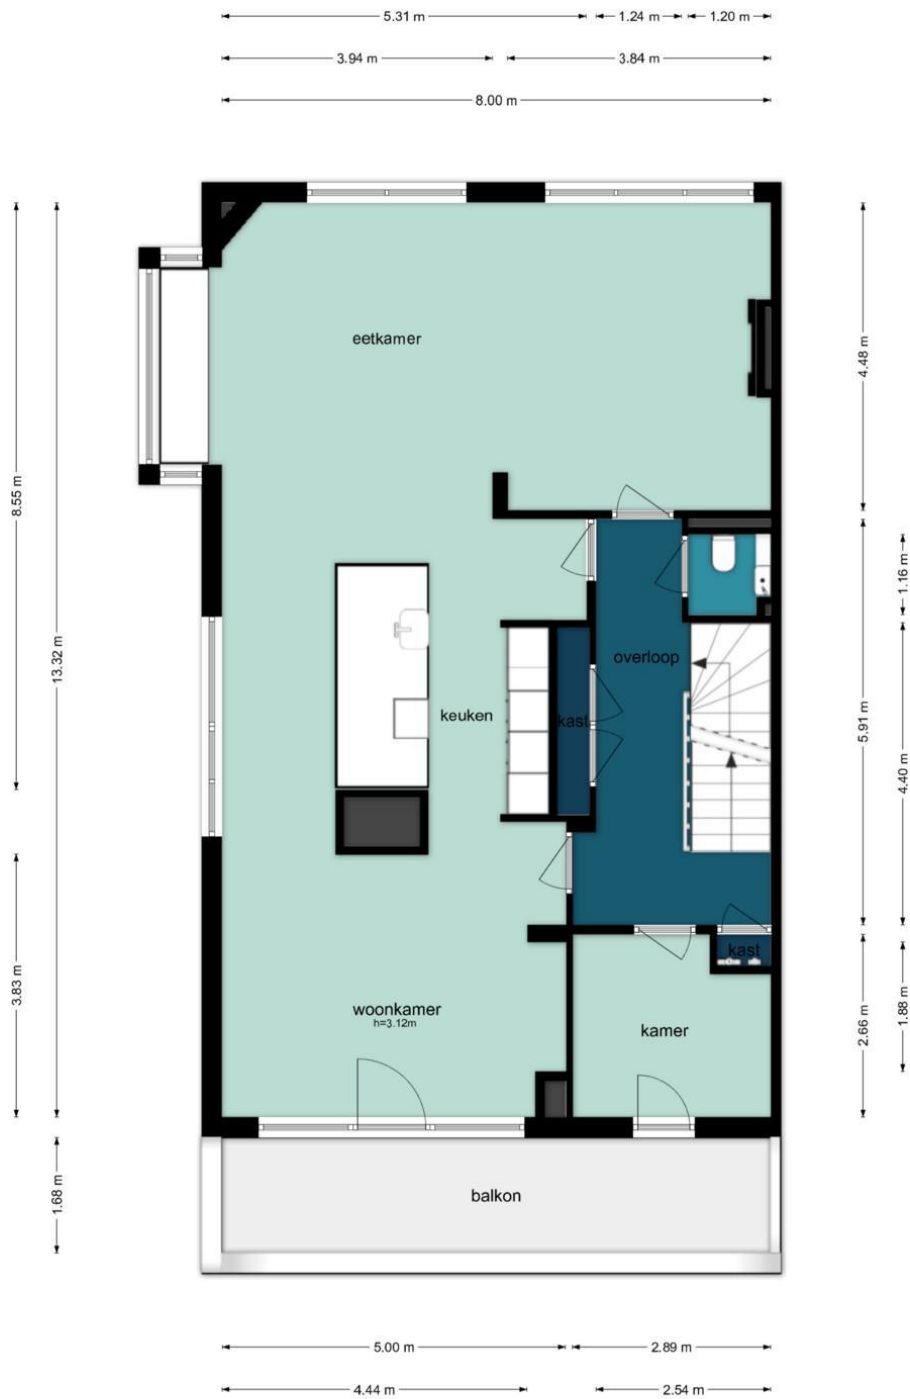 5.31 m
1.24 m
1.20 m
3.94 m
3.84 m
8.00 m
eetkamer
4.48 m
8.55 m
13.32 m
1.16 m
overloop
keuken
kast
5.91 m
4.40 m
kast
3.83 m
woonkamer
h=3.12m
kamer
2.66 m
1.88 m
1.68 m
balkon
5.00 m
2.89 m
4.44 m
2.54 m